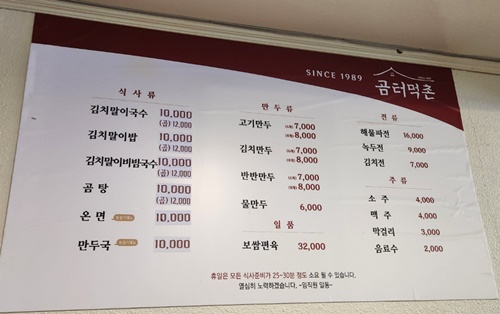 SINCE 1989
곰터먹촌
식 사 류
김치말이국수 10,000
(곱) 12,000
김치말이밥 10,000
(곱) 12,000
김치말이비빔국수 10,000
(곱) 12,000
곰 탕 10,000
(곱) 12,000
온 면 10,000
만두국 10,000
만 두 류
고기만두 7,000
8,000
김치만두 7,000
8,000
반반만두 7,000
8,000
물만두 6,000
일 품
보쌈편육 32,000
전 류
해물파전 16,000
녹두전 9,000
김치전 7,000
주 류
소 주 4,000
맥 주 4,000
막걸리 3,000
음료수 2,000
휴일은 모든 식사준비가 25~30분 정도 소요 될 수 있습니다.
열심히 노력하겠습니다. -임직원 일동-